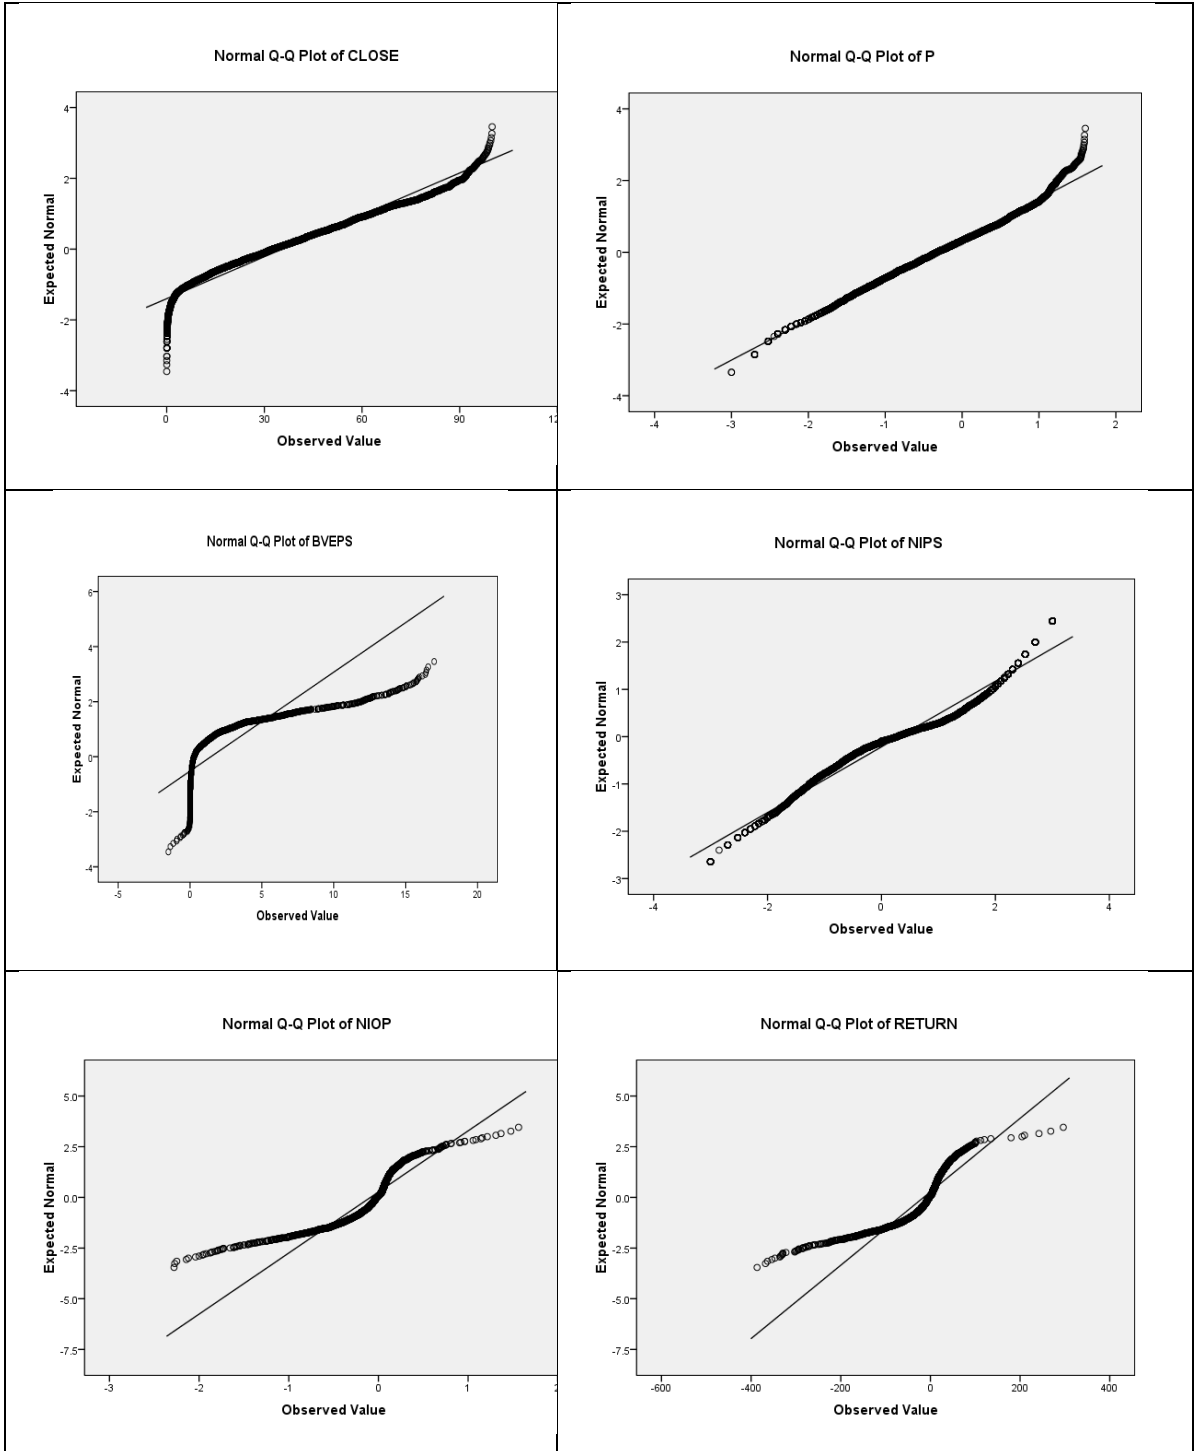 Normal Q-Q Plot of CLOSE
Expected Normal
4
2
0
-2
-4
0 30 60 90 12
Observed Value
Normal Q-Q Plot of P
Expected Normal
4
2
0
-2
-4
-4 -3 -2 -1 0 1 2
Observed Value
Normal Q-Q Plot of BVEPS
Expected Normal
6
4
2
0
-2
-4
-5 0 5 10 15 20
Observed Value
Normal Q-Q Plot of NIPS
Expected Normal
3
2
1
0
-1
-2
-3
-4 -2 0 2 4
Observed Value
Normal Q-Q Plot of NIOP
Expected Normal
5.0
2.5
0.0
-2.5
-5.0
-7.5
-3 -2 -1 0 1 2
Observed Value
Normal Q-Q Plot of RETURN
Expected Normal
5.0
2.5
0.0
-2.5
-5.0
-7.5
-600 -400 -200 0 200 400
Observed Value